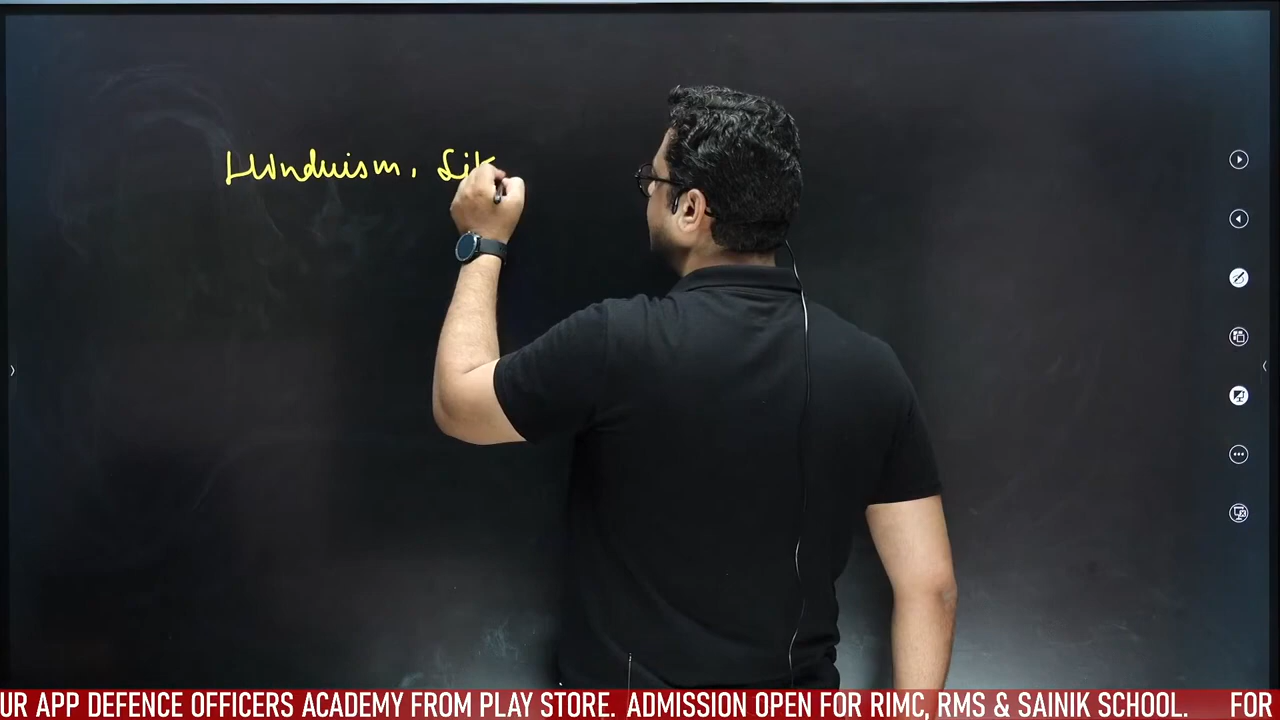 Hinduism, Sik
UR APP DEFENCE OFFICERS ACADEMY FROM PLAY STORE. ADMISSION OPEN FOR RIMC, RMS & SAINIK SCHOOL. FOR